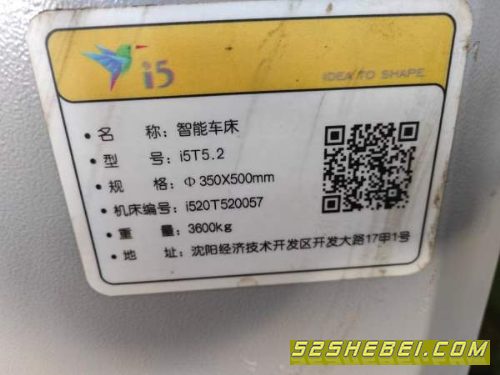 i5
IDEA TO SHAPE
• 名 称: 智能车床
• 型 号: i5T5.2
• 规 格: Φ350X500mm
• 机床编号: i520T520057
• 重 量: 3600kg
• 地 址: 沈阳经济技术开发区开发大路17甲1号
52SHEBEI.COM